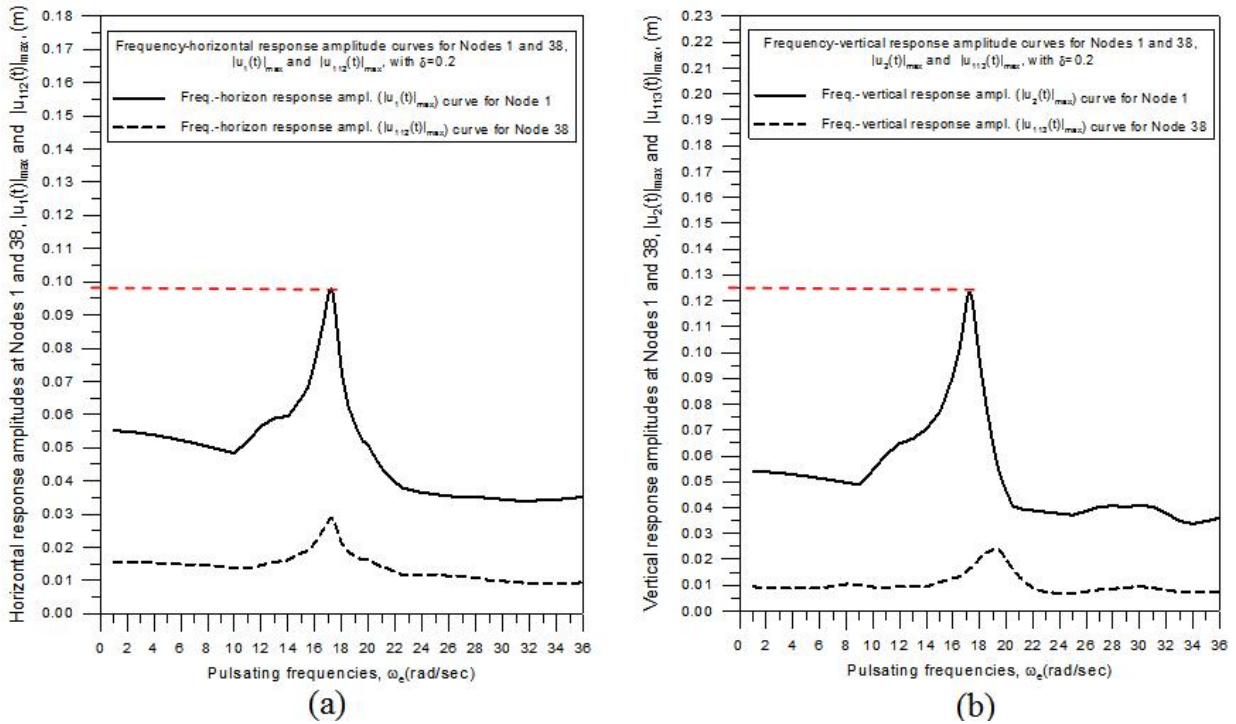 Horizontal response amplitudes at Nodes 1 and 38, |u₁(t)|max and |u₁₁₂(t)|max, (m)
Frequency-horizontal response amplitude curves for Nodes 1 and 38,
|u₁(t)|max and |u₁₁₂(t)|max, with δ=0.2
Freq.-horizon response ampl. (|u₁(t)|max) curve for Node 1
Freq.-horizon response ampl. (|u₁₁₂(t)|max) curve for Node 38
0.18
0.17
0.16
0.15
0.14
0.13
0.12
0.11
0.10
0.09
0.08
0.07
0.06
0.05
0.04
0.03
0.02
0.01
0.00
0 2 4 6 8 10 12 14 16 18 20 22 24 26 28 30 32 34 36
Pulsating frequencies, ωe(rad/sec)
(a)
Vertical response amplitudes at Nodes 1 and 38, |u₂(t)|max and |u₁₁₃(t)|max, (m)
Frequency-vertical response amplitude curves for Nodes 1 and 38,
|u₂(t)|max and |u₁₁₃(t)|max, with δ=0.2
Freq.-vertical response ampl. (|u₂(t)|max) curve for Node 1
Freq.-vertical response ampl. (|u₁₁₃(t)|max) curve for Node 38
0.23
0.22
0.21
0.20
0.19
0.18
0.17
0.16
0.15
0.14
0.13
0.12
0.11
0.10
0.09
0.08
0.07
0.06
0.05
0.04
0.03
0.02
0.01
0.00
0 2 4 6 8 10 12 14 16 18 20 22 24 26 28 30 32 34 36
Pulsating frequencies, ωe(rad/sec)
(b)